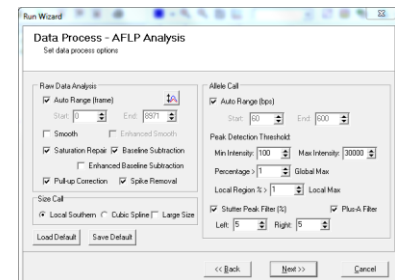 Run Wizard
Data Process - AFLP Analysis
Set data process options
Raw Data Analysis
Auto Range (frame)
Start: 0 End: 8971
Smooth Enhanced Smooth
Saturation Repair Baseline Subtraction
Enhanced Baseline Subtraction
Pull-up Correction Spike Removal
Size Call
Local Southern Cubic Spline Large Size
Load Default Save Default
Allele Call
Auto Range (bps)
Start: 60 End: 600
Peak Detection Threshold:
Min Intensity: 100 Max Intensity: 30000
Percentage > 1 Global Max
Local Region % > 1 Local Max
Stutter Peak Filter (%) Plus-A Filter
Left: 5 Right: 5
<< Back Next >> Cancel